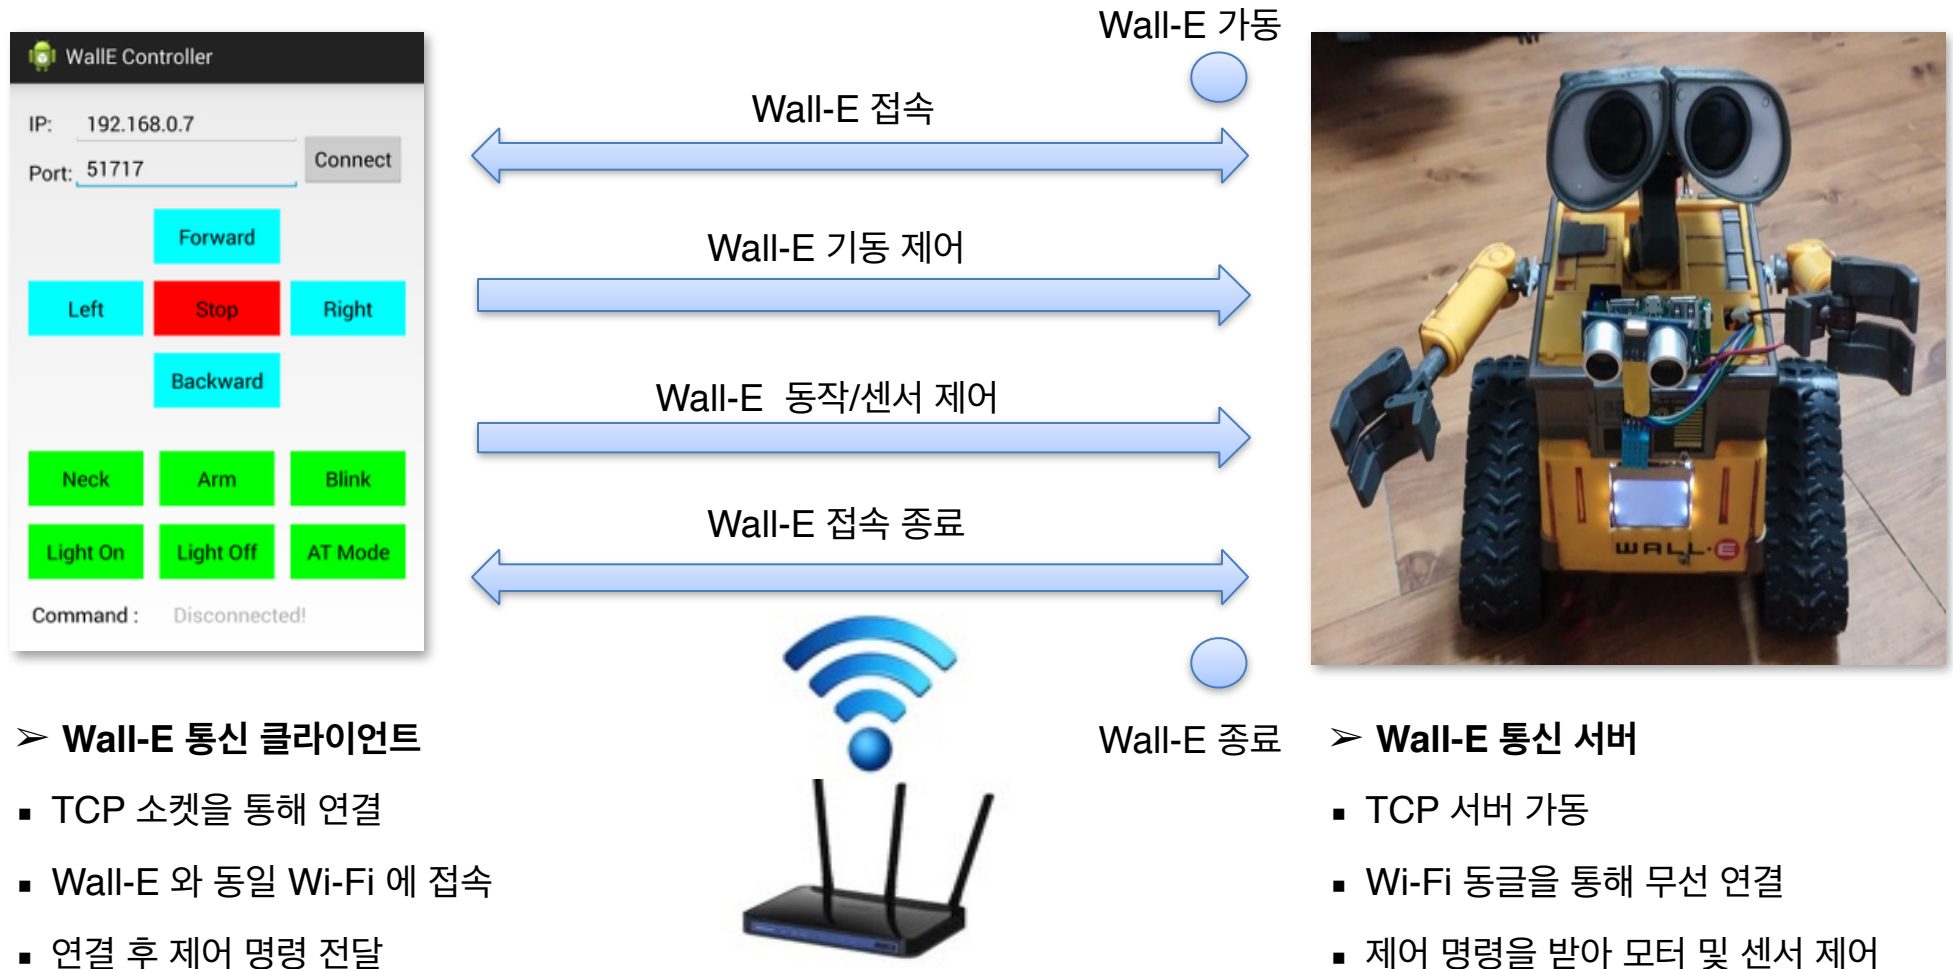 WallE Controller
IP: 192.168.0.7
Port: 51717
Connect
Forward
Left Stop Right
Backward
Neck Arm Blink
Light On Light Off AT Mode
Command : Disconnected!
Wall-E 가동
Wall-E 접속
Wall-E 기동 제어
Wall-E 동작/센서 제어
Wall-E 접속 종료
Wall-E 종료
WALL·E
➢ Wall-E 통신 클라이언트
▪ TCP 소켓을 통해 연결
▪ Wall-E 와 동일 Wi-Fi 에 접속
▪ 연결 후 제어 명령 전달
➢ Wall-E 통신 서버
▪ TCP 서버 가동
▪ Wi-Fi 동글을 통해 무선 연결
▪ 제어 명령을 받아 모터 및 센서 제어